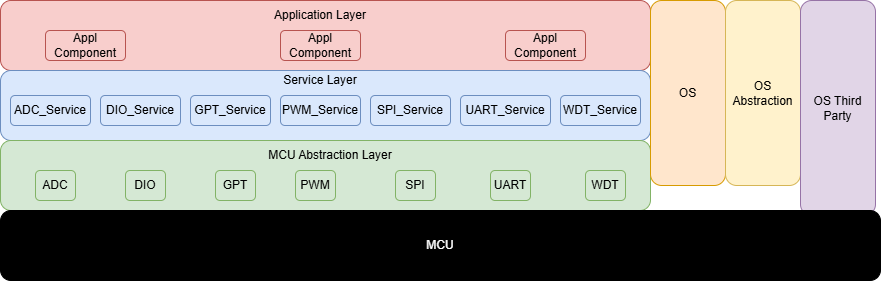 Application Layer
Appl
Component
Appl
Component
Appl
Component
Service Layer
ADC_Service
DIO_Service
GPT_Service
PWM_Service
SPI_Service
UART_Service
WDT_Service
MCU Abstraction Layer
ADC
DIO
GPT
PWM
SPI
UART
WDT
OS
OS
Abstraction
OS Third
Party
MCU